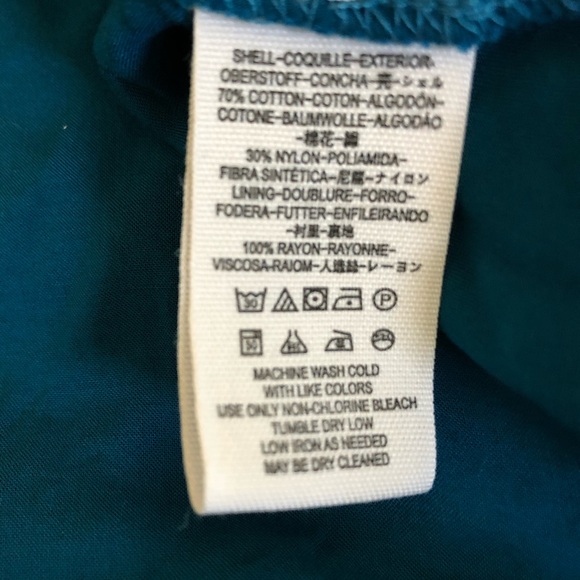 SHELL-COQUILLE-EXTERIOR-
OBERSTOFF-CONCHA-売-シェル
70% COTTON-COTON-ALGODÓN-
COTONE-BAUMWOLLE-ALGODÃO
-棉花-綿
30% NYLON-POLIAMIDA-
FIBRA SINTÉTICA-尼龍-ナイロン
LINING-DOUBLURE-FORRO-
FODERA-FUTTER-ENFILEIRANDO
-衬里-裏地
100% RAYON-RAYONNE-
VISCOSA-RAIOM-人造絲-レーヨン
30 P
30
MACHINE WASH COLD
WITH LIKE COLORS
USE ONLY NON-CHLORINE BLEACH
TUMBLE DRY LOW
LOW IRON AS NEEDED
MAY BE DRY CLEANED